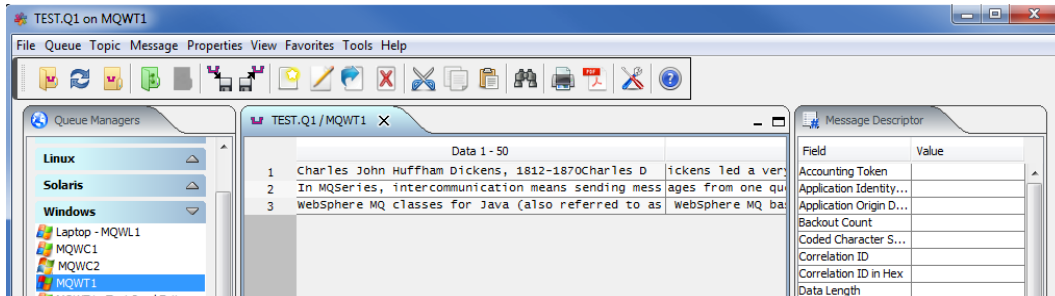 TEST.Q1 on MQWT1
File Queue Topic Message Properties View Favorites Tools Help
PDF
Queue Managers
TEST.Q1/MQWT1
Message Descriptor
Data 1 - 50
Field Value
Linux
1 Charles John Huffham Dickens, 1812-1870Charles D ickens led a very
Accounting Token
2 In MQSeries, intercommunication means sending mess ages from one qu
Application Identity...
Solaris
3 WebSphere MQ classes for Java (also referred to as WebSphere MQ ba
Application Origin D...
Windows
Backout Count
Laptop - MQWL1
Coded Character S...
MQWC1
Correlation ID
MQWC2
Correlation ID in Hex
MQWT1
Data Length